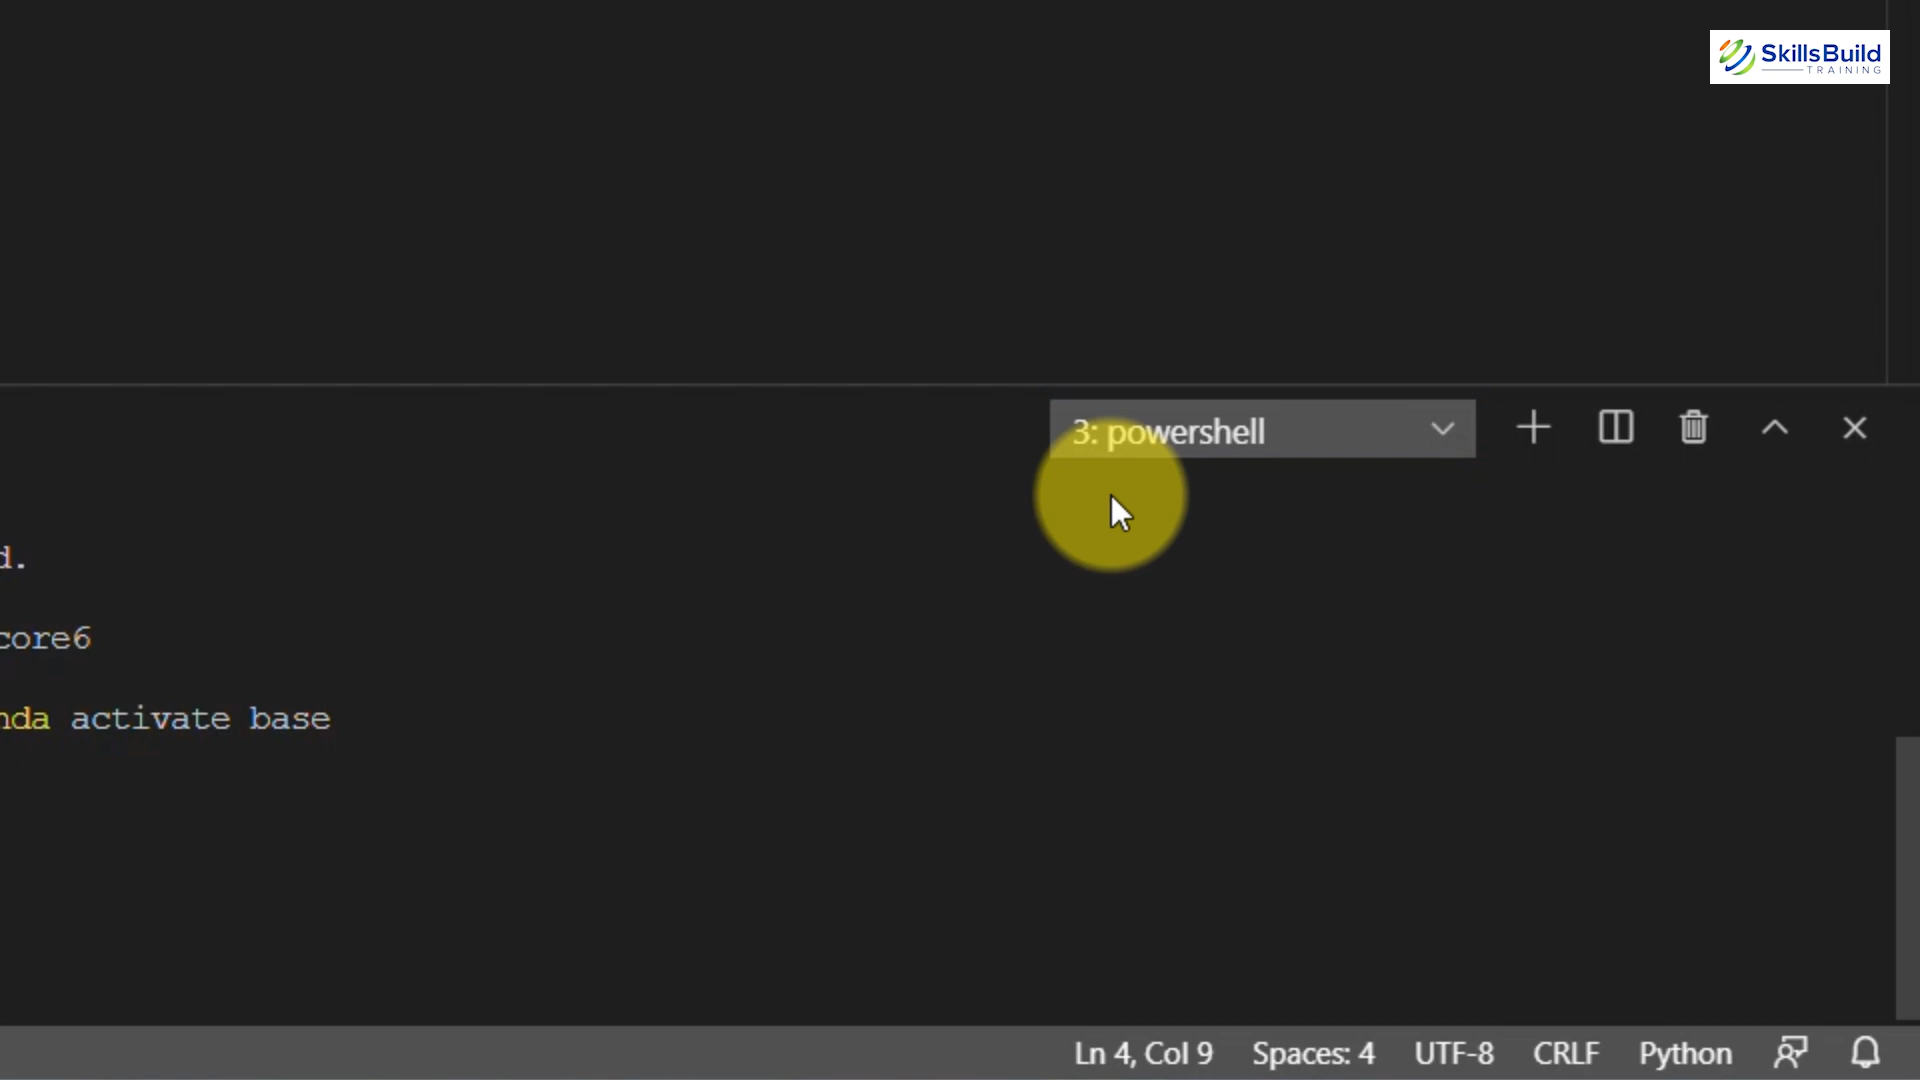 SkillsBuild
TRAINING
3: powershell
d.
core6
nda activate base
Ln 4, Col 9 Spaces: 4 UTF-8 CRLF Python